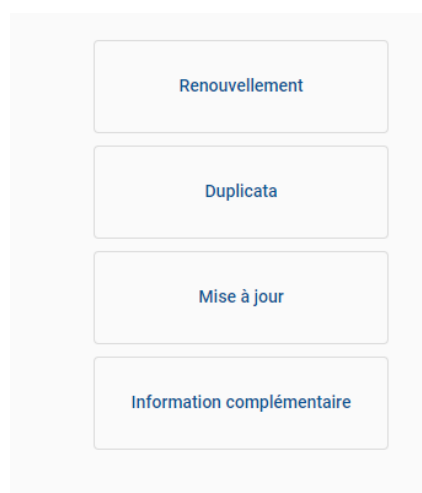 Renouvellement
Duplicata
Mise à jour
Information complémentaire